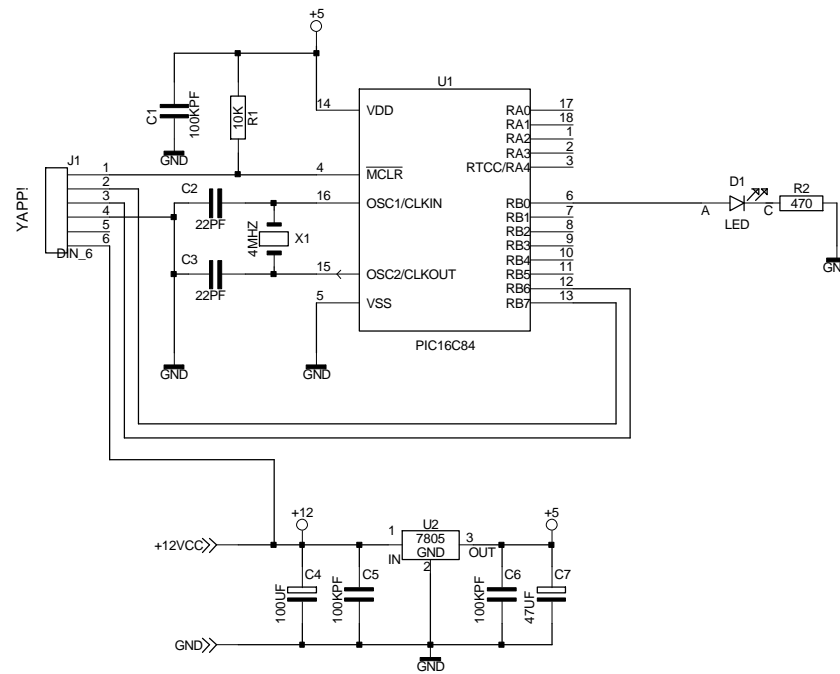 +5
U1
C1
100KPF
10K
R1
14
VDD
RA0
17
RA1
18
RA2
1
RA3
2
RTCC/RA4
3
GND
J1
YAPP!
1
2
3
4
5
6
DIN_6
4
MCLR
C2
22PF
16
OSC1/CLKIN
4MHZ
X1
C3
22PF
15
OSC2/CLKOUT
5
VSS
RB0
6
RB1
7
RB2
8
RB3
9
RB4
10
RB5
11
RB6
12
RB7
13
D1
A
C
LED
R2
470
GN
GND
GND
PIC16C84
+12
+5
+12VCC
1
IN
U2
7805
GND
2
3
OUT
C4
100UF
C5
100KPF
C6
100KPF
C7
47UF
GND
GND